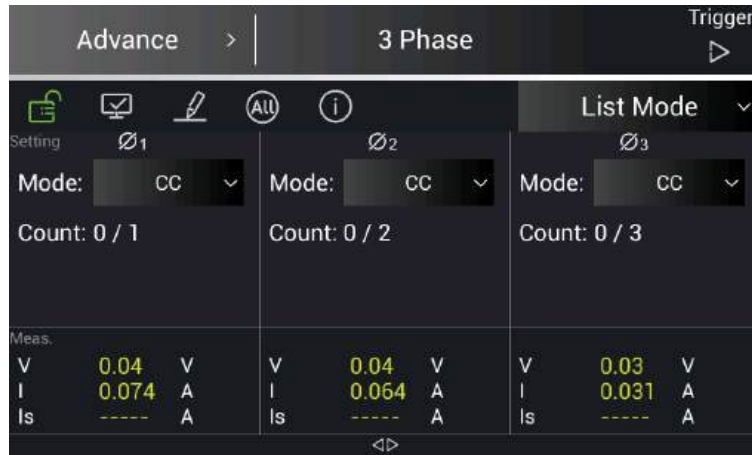 Advance > 3 Phase Trigger
All i List Mode
Setting Ø1 Ø2 Ø3
Mode: CC Mode: CC Mode: CC
Count: 0 / 1 Count: 0 / 2 Count: 0 / 3
Meas.
V 0.04 V V 0.04 V V 0.03 V
I 0.074 A I 0.064 A I 0.031 A
Is ----- A Is ----- A Is ----- A